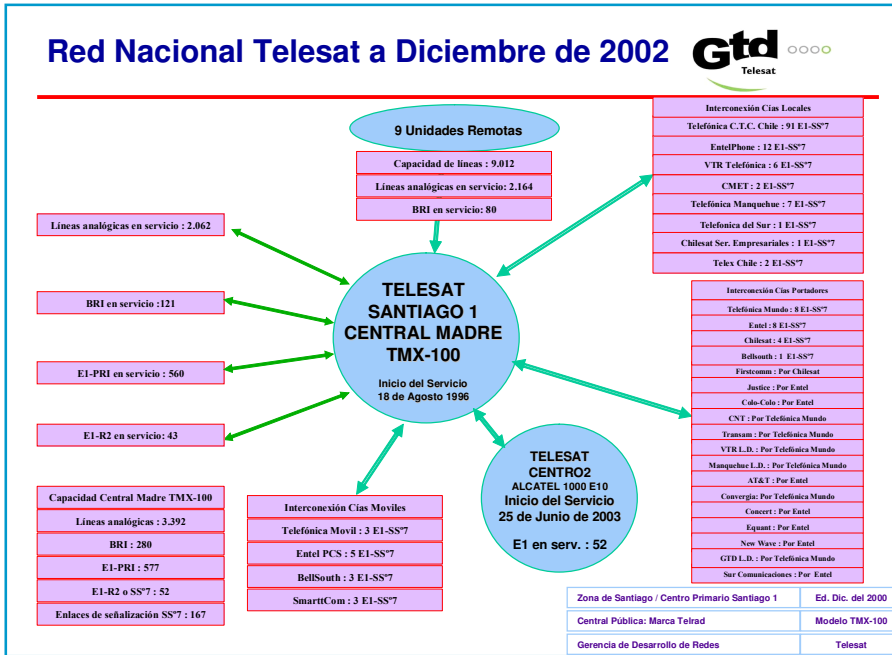 Red Nacional Telesat a Diciembre de 2002
Gtd
Telesat
9 Unidades Remotas
Capacidad de líneas : 9.012
Líneas analógicas en servicio: 2.164
BRI en servicio: 80
Interconexión Cías Locales
Telefónica C.T.C. Chile : 91 E1-SSº7
EntelPhone : 12 E1-SSº7
VTR Telefónica : 6 E1-SSº7
CMET : 2 E1-SSº7
Telefónica Manquehue : 7 E1-SSº7
Telefonica del Sur : 1 E1-SSº7
Chilesat Ser. Empresariales : 1 E1-SSº7
Telex Chile : 2 E1-SSº7
Líneas analógicas en servicio : 2.062
BRI en servicio :121
E1-PRI en servicio : 560
E1-R2 en servicio: 43
TELESAT
SANTIAGO 1
CENTRAL MADRE
TMX-100
Inicio del Servicio
18 de Agosto 1996
Interconexión Cías Portadores
Telefónica Mundo : 8 E1-SSº7
Entel : 8 E1-SSº7
Chilesat : 4 E1-SSº7
Bellsouth : 1 E1-SSº7
Firstcomm : Por Chilesat
Justice : Por Entel
Colo-Colo : Por Entel
CNT : Por Telefónica Mundo
Transam : Por Telefónica Mundo
VTR L.D. : Por Telefónica Mundo
Manquehue L.D. : Por Telefónica Mundo
AT&T : Por Entel
Convergia: Por Telefónica Mundo
Concert : Por Entel
Equant : Por Entel
New Wave : Por Entel
GTD L.D. : Por Telefónica Mundo
Sur Comunicaciones : Por Entel
TELESAT
CENTRO2
ALCATEL 1000 E10
Inicio del Servicio
25 de Junio de 2003
E1 en serv. : 52
Capacidad Central Madre TMX-100
Líneas analógicas : 3.392
BRI : 280
E1-PRI : 577
E1-R2 o SSº7 : 52
Enlaces de señalización SSº7 : 167
Interconexión Cías Moviles
Telefónica Movil : 3 E1-SSº7
Entel PCS : 5 E1-SSº7
BellSouth : 3 E1-SSº7
SmarttCom : 3 E1-SSº7
Zona de Santiago / Centro Primario Santiago 1
Ed. Dic. del 2000
Central Pública: Marca Telrad
Modelo TMX-100
Gerencia de Desarrollo de Redes
Telesat